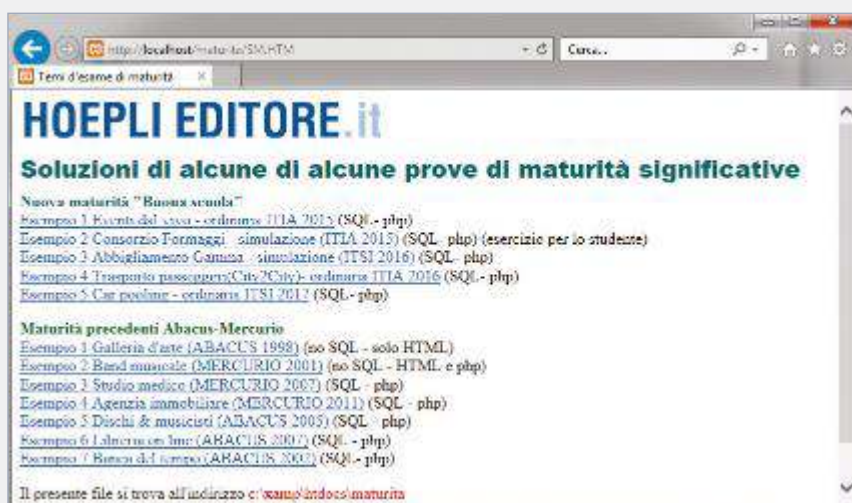 http://localhost/maturita/SM.HTM
Cerca...
Temi d'esame di maturità
HOEPLI EDITORE.it
Soluzioni di alcune di alcune prove di maturità significative
Nuova maturità "Buona scuola"
Esempio 1 Eventi dal vivo - ordinaria ITIA 2015 (SQL- php)
Esempio 2 Consorzio Formaggi - simulazione (ITIA 2015) (SQL- php) (esercizio per lo studente)
Esempio 3 Abbigliamento Gamma - simulazione (ITSI 2016) (SQL- php)
Esempio 4 Trasporto passeggeri(City2City)- ordinaria ITIA 2016 (SQL- php)
Esempio 5 Car pooling - ordinaria ITSI 2017 (SQL- php)
Maturità precedenti Abacus-Mercurio
Esempio 1 Galleria d'arte (ABACUS 1998) (no SQL - solo HTML)
Esempio 2 Band musicale (MERCURIO 2001) (no SQL - HTML e php)
Esempio 3 Studio medico (MERCURIO 2007) (SQL - php)
Esempio 4 Agenzia immobiliare (MERCURIO 2011) (SQL - php)
Esempio 5 Dischi & musicisti (ABACUS 2005) (SQL - php)
Esempio 6 Libreria on line (ABACUS 2007) (SQL - php)
Esempio 7 Banca del tempo (ABACUS 2002) (SQL- php)
Il presente file si trova all'indirizzo c:\xamp\htdocs\maturita